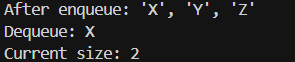 After enqueue: 'X', 'Y', 'Z'
Dequeue: X
Current size: 2